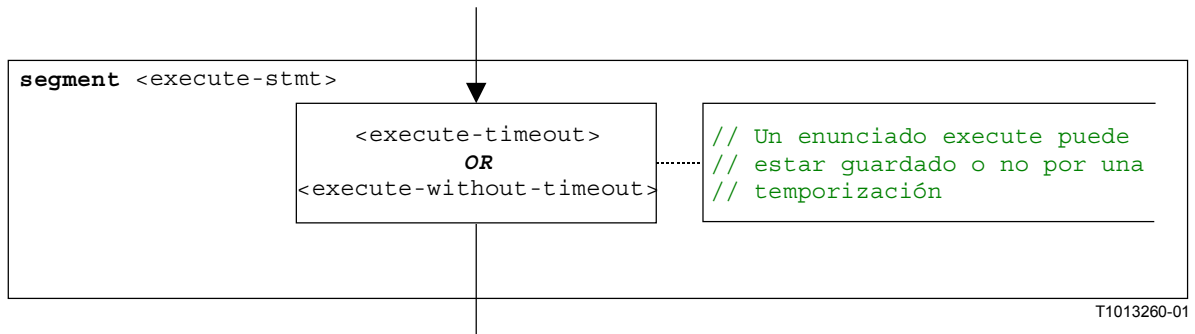 segment <execute-stmt>
<execute-timeout>
OR
<execute-without-timeout>
// Un enunciado execute puede
// estar guardado o no por una
// temporización
T1013260-01